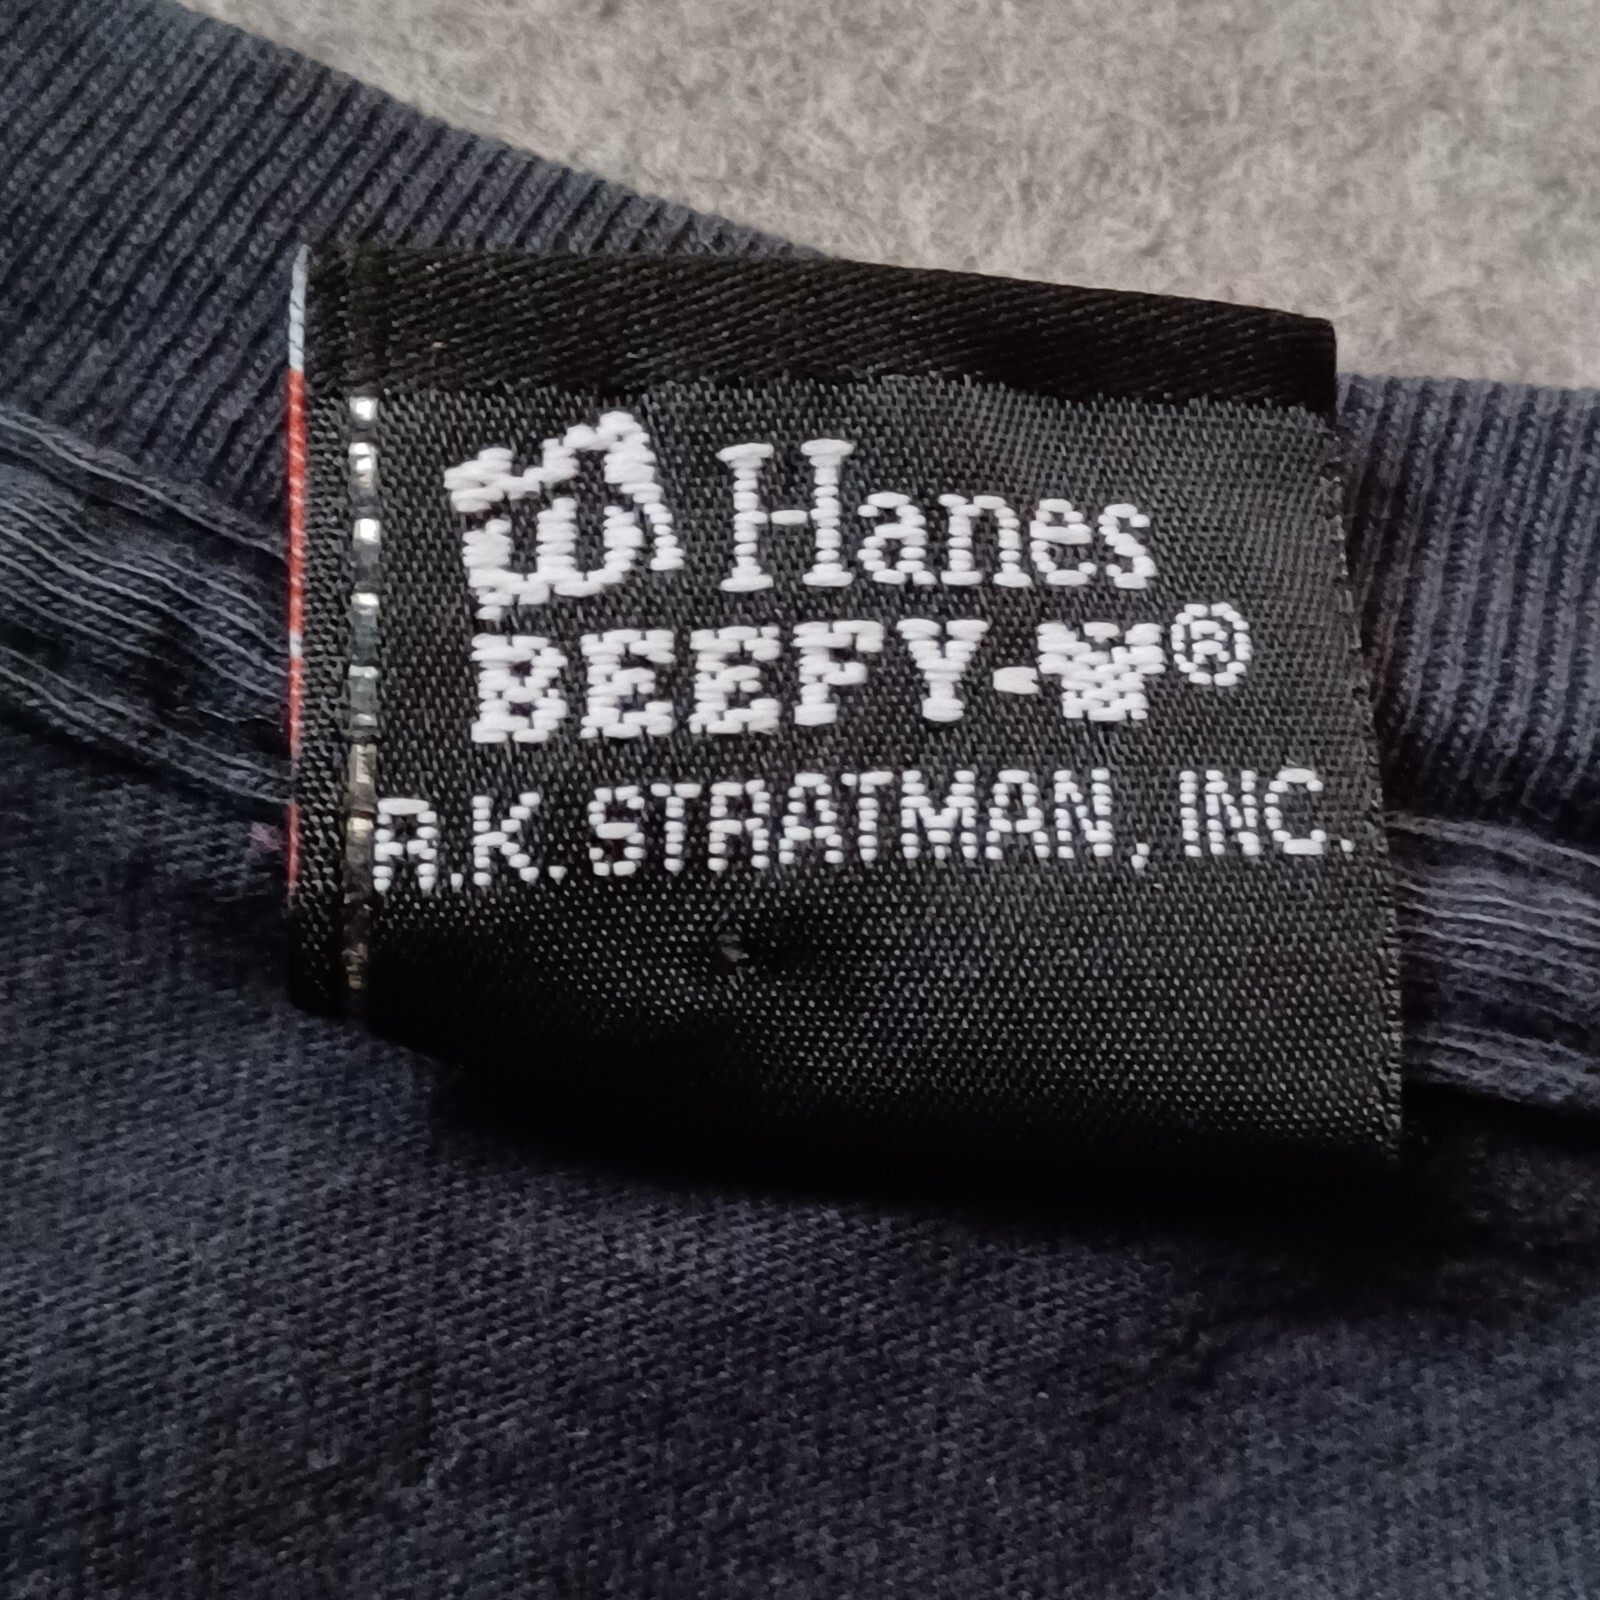 Hanes
BEEFY-®
R.K. STRATMAN, INC.